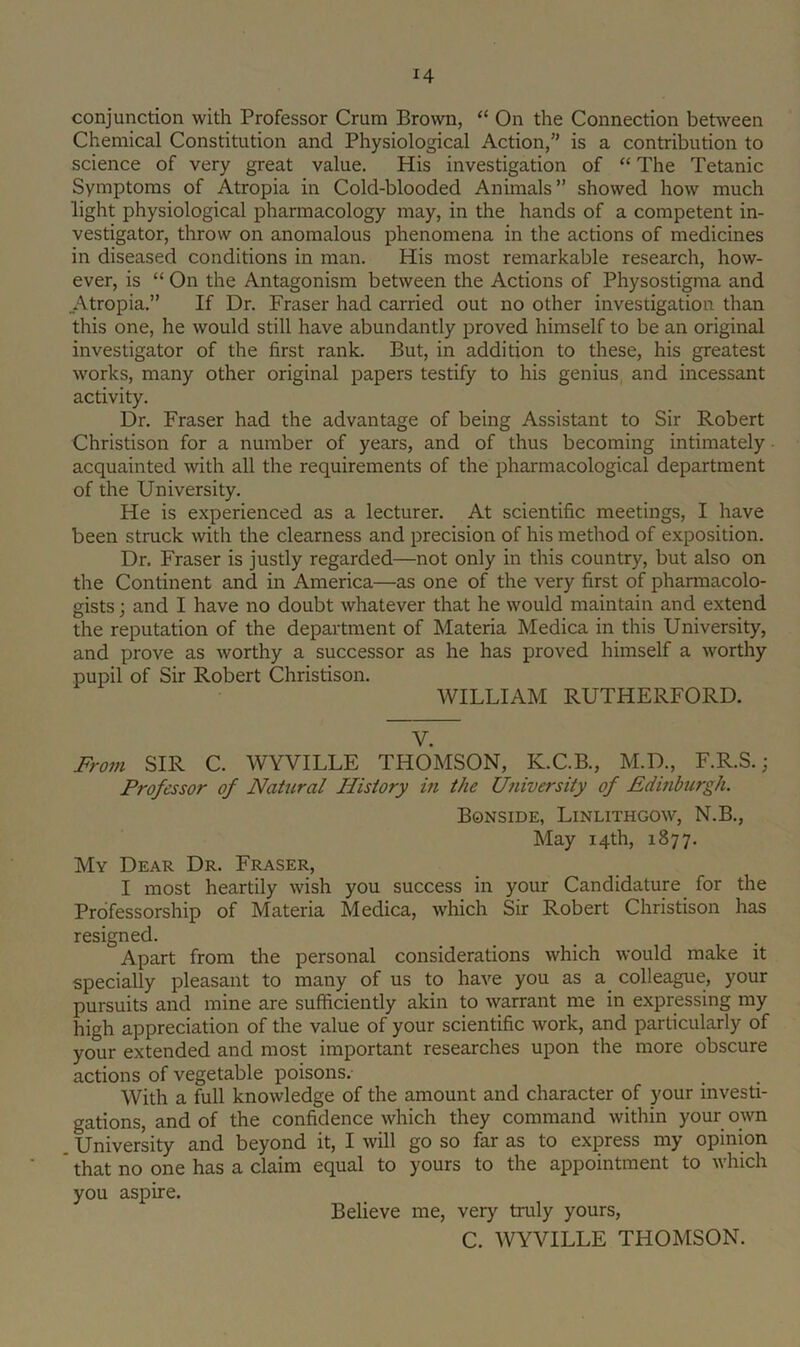 14
conjunction with Professor Crum Brown, “ On the Connection between
Chemical Constitution and Physiological Action,” is a contribution to
science of very great value. His investigation of “ The Tetanic
Symptoms of Atropia in Cold-blooded Animals” showed how much
light physiological pharmacology may, in the hands of a competent in-
vestigator, throw on anomalous phenomena in the actions of medicines
in diseased conditions in man. His most remarkable research, how-
ever, is “ On the Antagonism between the Actions of Physostigma and
Atropia.” If Dr. Fraser had carried out no other investigation than
this one, he would still have abundantly proved himself to be an original
investigator of the first rank. But, in addition to these, his greatest
works, many other original papers testify to his genius and incessant
activity.
Dr. Fraser had the advantage of being Assistant to Sir Robert
Christison for a number of years, and of thus becoming intimately
acquainted with all the requirements of the pharmacological department
of the University.
He is experienced as a lecturer. At scientific meetings, I have
been struck with the clearness and precision of his method of exposition.
Dr. Fraser is justly regarded—not only in this country, but also on
the Continent and in America—as one of the very first of pharmacolo-
gists ; and I have no doubt whatever that he would maintain and extend
the reputation of the department of Materia Medica in this University,
and prove as worthy a successor as he has proved himself a worthy
pupil of Sir Robert Christison.
WILLIAM RUTHERFORD.
V.
From SIR C. WYVILLE THOMSON, K.C.B., M.D., F.R.S. ;
Professor of Natural History in the University of Edinburgh.
Bonside, Linlithgow, N.B.,
May 14th, 1877.
My Dear Dr. Fraser,
I most heartily wish you success in your Candidature for the
Professorship of Materia Medica, which Sir Robert Christison has
resigned.
Apart from the personal considerations which would make it
specially pleasant to many of us to have you as a colleague, your
pursuits and mine are sufficiently akin to warrant me in expressing my
high appreciation of the value of your scientific work, and particularly of
your extended and most important researches upon the more obscure
actions of vegetable poisons.
With a full knowledge of the amount and character of your investi-
gations, and of the confidence which they command within your own
University and beyond it, I will go so far as to express my opinion
that no one has a claim equal to yours to the appointment to which
you aspire.
Believe me, very truly yours,
C. WYVILLE THOMSON.